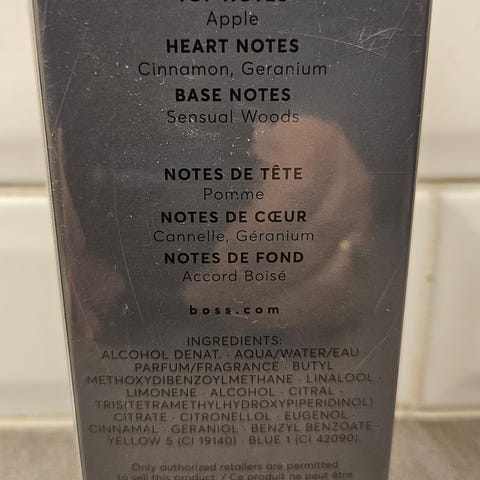 TOP NOTES
Apple
HEART NOTES
Cinnamon, Geranium
BASE NOTES
Sensual Woods
NOTES DE TÊTE
Pomme
NOTES DE CŒUR
Cannelle, Géranium
NOTES DE FOND
Accord Boisé
boss.com
INGREDIENTS:
ALCOHOL DENAT. · AQUA/WATER/EAU ·
PARFUM/FRAGRANCE · BUTYL
METHOXYDIBENZOYLMETHANE · LINALOOL ·
LIMONENE · ALCOHOL · CITRAL ·
TRIS(TETRAMETHYLHYDROXYPIPERIDINOL)
CITRATE · CITRONELLOL · EUGENOL ·
CINNAMAL · GERANIOL · BENZYL BENZOATE ·
YELLOW 5 (CI 19140) · BLUE 1 (CI 42090).
Only authorized retailers are permitted
to sell this product. / Ce produit ne peut être